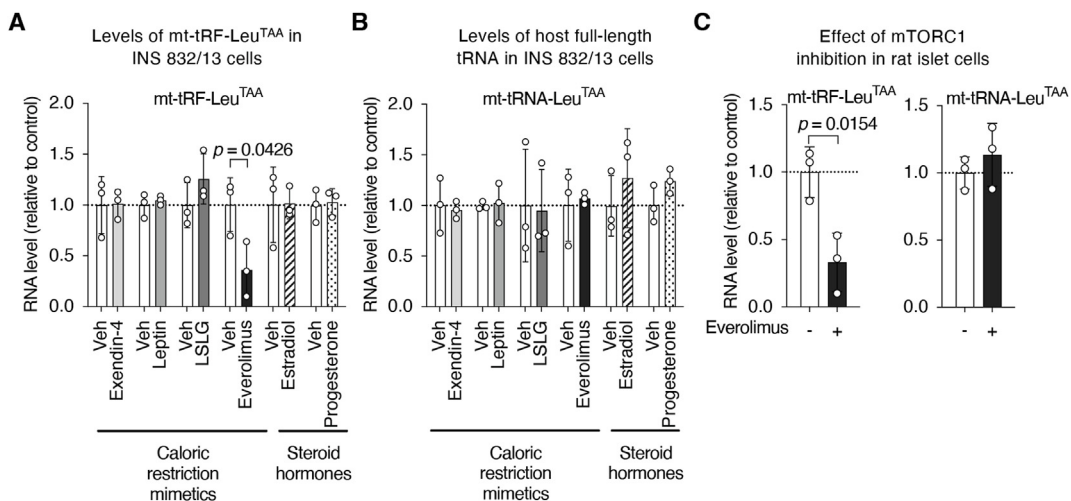 A
Levels of mt-tRF-Leu^TAA in
INS 832/13 cells
mt-tRF-Leu^TAA
RNA level (relative to control)
2.0
1.5
1.0
0.5
0.0
p = 0.0426
Veh
Exendin-4
Veh
Leptin
Veh
LSLG
Veh
Everolimus
Veh
Estradiol
Veh
Progesterone
Caloric
restriction
mimetics
Steroid
hormones
B
Levels of host full-length
tRNA in INS 832/13 cells
mt-tRNA-Leu^TAA
RNA level (relative to control)
2.0
1.5
1.0
0.5
0.0
Veh
Exendin-4
Veh
Leptin
Veh
LSLG
Veh
Everolimus
Veh
Estradiol
Veh
Progesterone
Caloric
restriction
mimetics
Steroid
hormones
C
Effect of mTORC1
inhibition in rat islet cells
mt-tRF-Leu^TAA
RNA level (relative to control)
1.5
1.0
0.5
0.0
p = 0.0154
Everolimus - +
mt-tRNA-Leu^TAA
1.5
1.0
0.5
0.0
- +